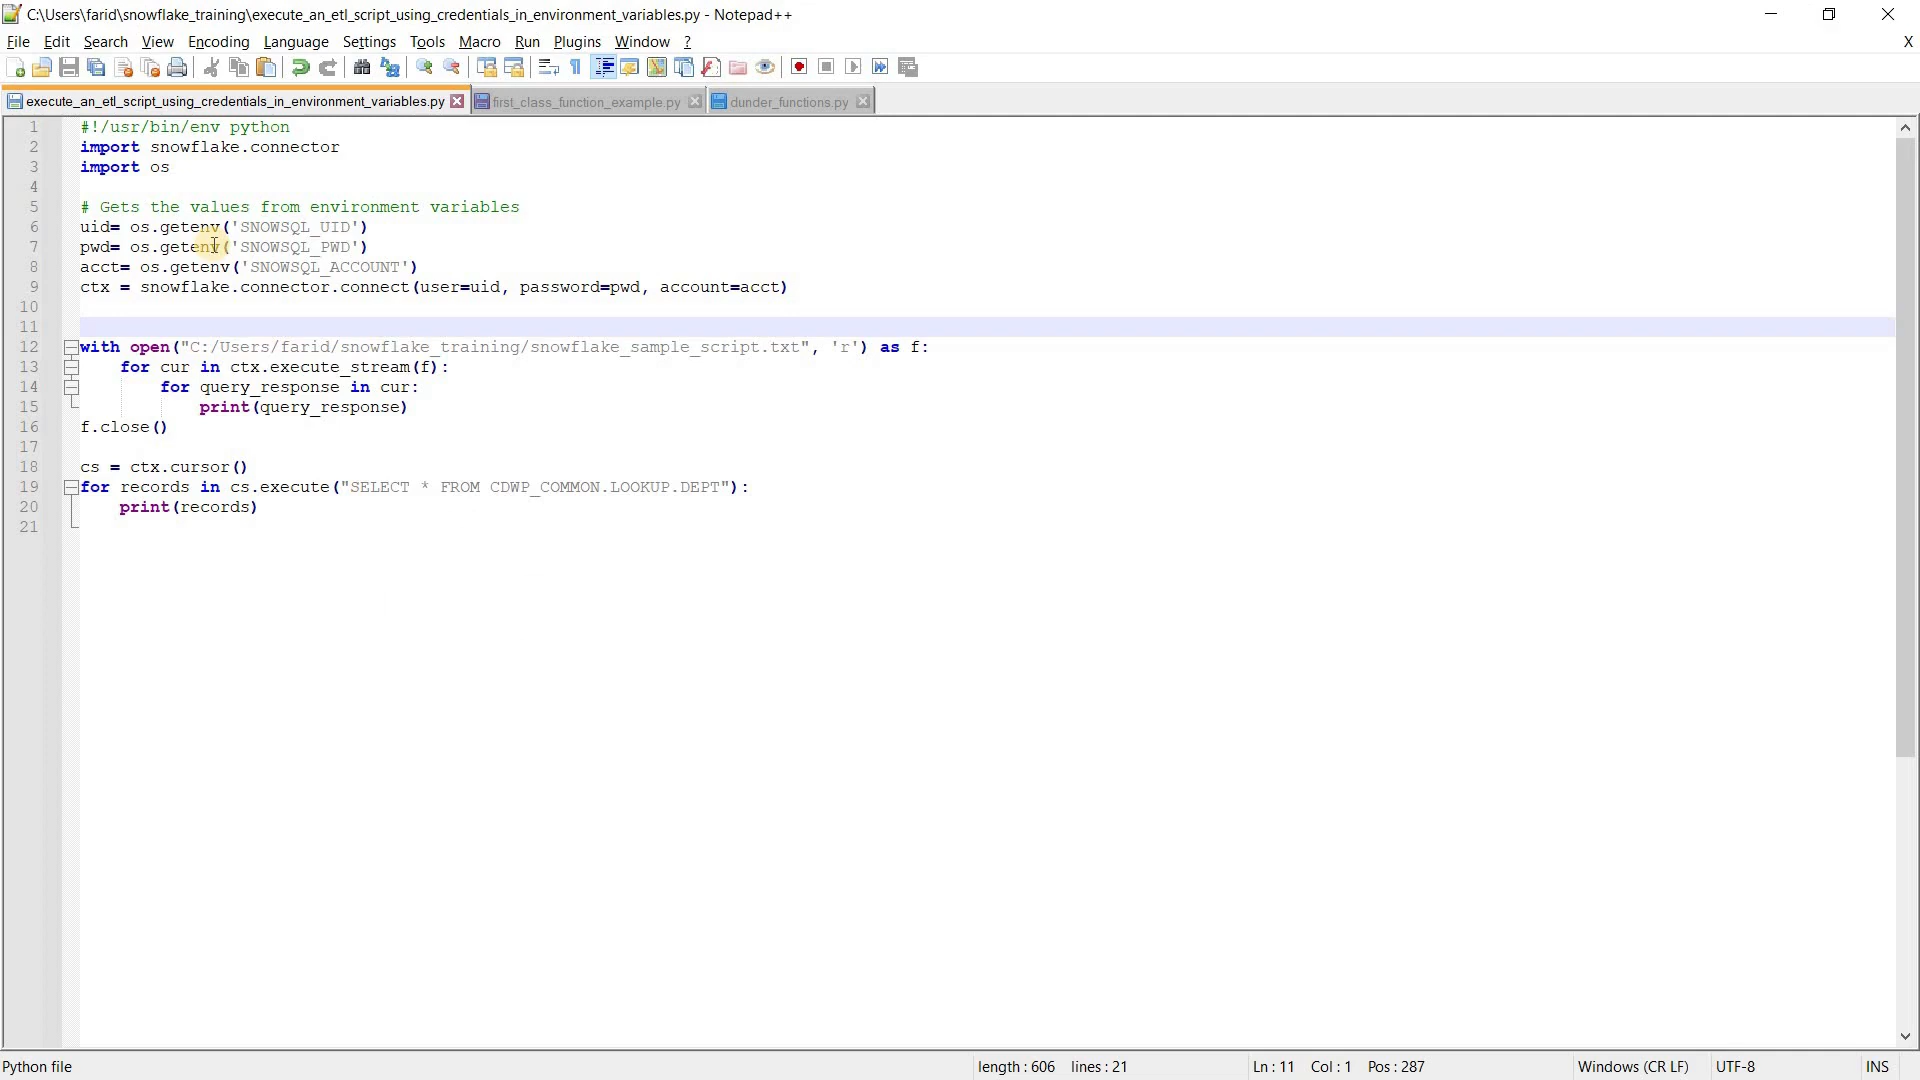 C:\Users\farid\snowflake_training\execute_an_etl_script_using_credentials_in_environment_variables.py - Notepad++
File Edit Search View Encoding Language Settings Tools Macro Run Plugins Window ? X
execute_an_etl_script_using_credentials_in_environment_variables.py first_class_function_example.py dunder_functions.py
1 #!/usr/bin/env python
2 import snowflake.connector
3 import os
4
5 # Gets the values from environment variables
6 uid= os.getenv('SNOWSQL_UID')
7 pwd= os.getenv('SNOWSQL_PWD')
8 acct= os.getenv('SNOWSQL_ACCOUNT')
9 ctx = snowflake.connector.connect(user=uid, password=pwd, account=acct)
10
11
12 with open("C:/Users/farid/snowflake_training/snowflake_sample_script.txt", 'r') as f:
13     for cur in ctx.execute_stream(f):
14         for query_response in cur:
15             print(query_response)
16 f.close()
17
18 cs = ctx.cursor()
19 for records in cs.execute("SELECT * FROM CDWP_COMMON.LOOKUP.DEPT"):
20     print(records)
21
Python file length : 606 lines : 21 Ln : 11 Col : 1 Pos : 287 Windows (CR LF) UTF-8 INS